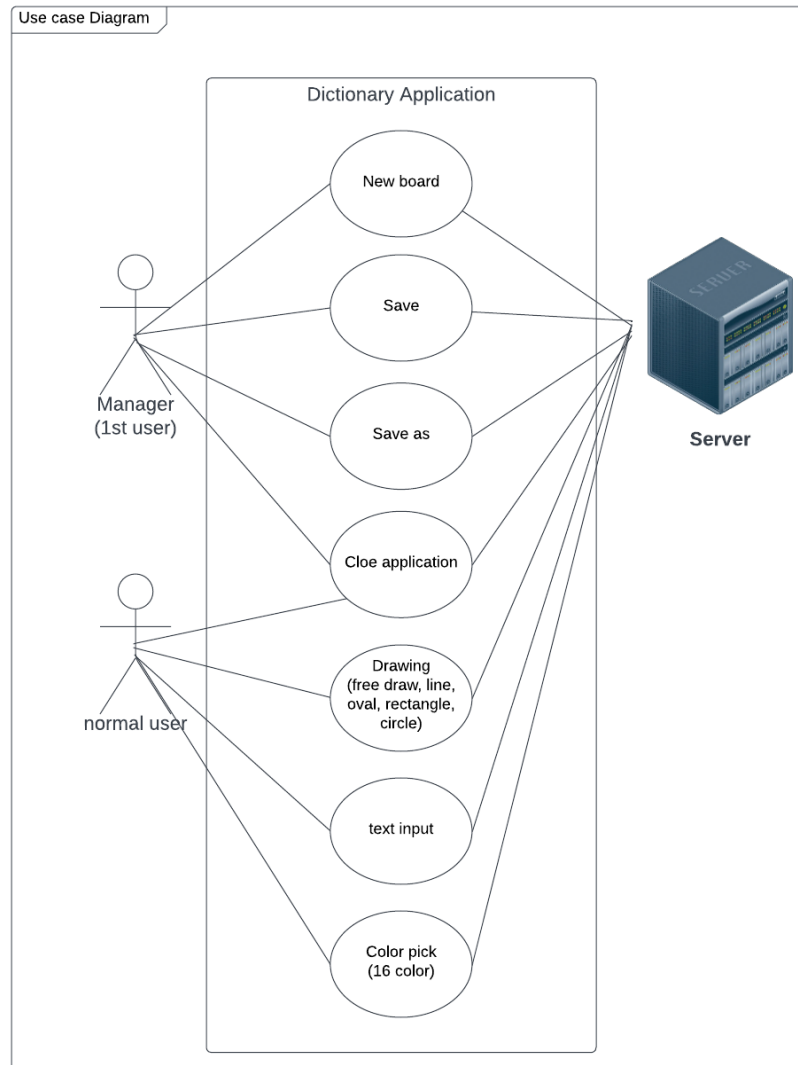 Use case Diagram
Dictionary Application
New board
Save
SERVER
Manager
(1st user)
Save as
Server
Cloe application
Drawing
(free draw, line,
oval, rectangle,
circle)
normal user
text input
Color pick
(16 color)